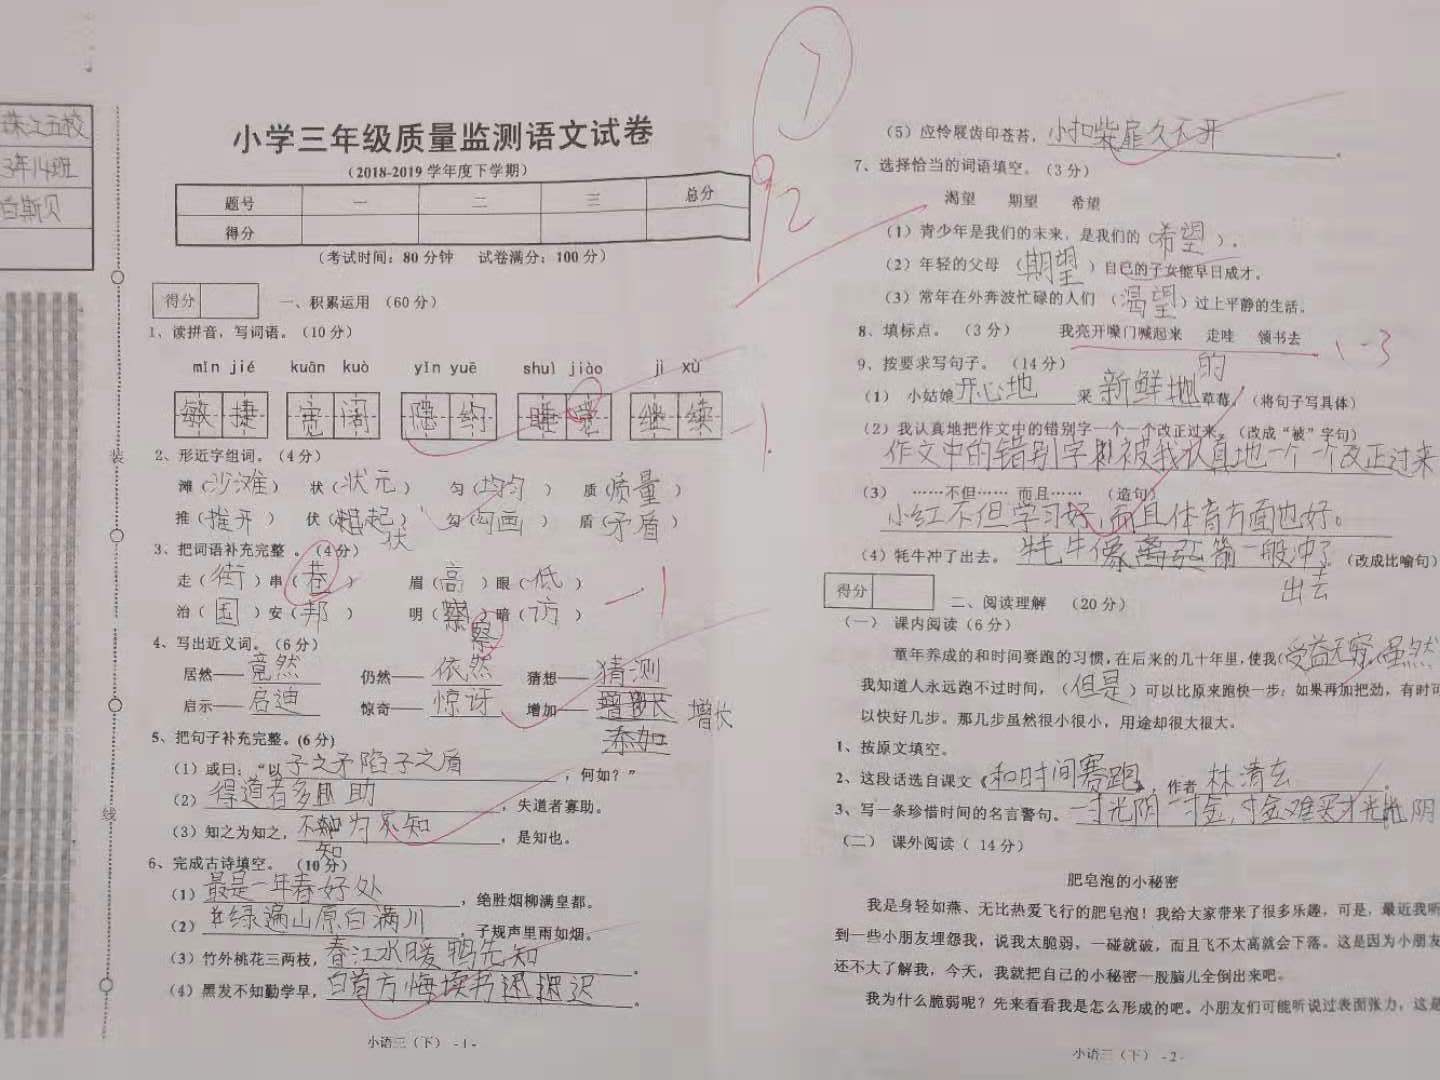 珠江五校
3年14班
白斯贝
装
线
小学三年级质量监测语文试卷
（2018-2019 学年度下学期）
题号 一 二 三 总分
得分
（考试时间：80 分钟 试卷满分：100 分）
得分 一、积累运用 （60 分）
1、读拼音，写词语。（10 分）
mǐn jié kuān kuò yǐn yuē shuì jiào jì xù
敏捷 宽阔 隐约 睡觉 继续 -1.
2、形近字组词。（4 分）
滩（沙滩） 状（状元） 匀（均匀） 质（质量）
推（推开） 伏（起伏） 勾（勾画） 盾（矛盾）
3、把词语补充完整 。（4分）
走（街）串（巷） 眉（高）眼（低）
治（国）安（邦） 明（察）暗（访） -1
4、写出近义词。（6 分）
居然——竟然 仍然——依然 猜想——猜测
启示——启迪 惊奇——惊讶 增加——增长
添加
5、把句子补充完整。(6 分)
（1）或曰：“以子之矛陷子之盾，何如？”
（2）得道者多助，失道者寡助。
（3）知之为知之，不知为不知，是知也。
6、完成古诗填空。 （10 分）
（1）最是一年春好处，绝胜烟柳满皇都。
（2）绿遍山原白满川，子规声里雨如烟。
（3）竹外桃花三两枝，春江水暖鸭先知。
（4）黑发不知勤学早，白首方悔读书迟。
小语三（下） - 1 -
7
92
（5）应怜屐齿印苍苔，小扣柴扉久不开。
7、选择恰当的词语填空。（3 分）
渴望 期望 希望
（1）青少年是我们的未来，是我们的（希望）。
（2）年轻的父母 （期望）自己的子女能早日成才。
（3）常年在外奔波忙碌的人们 （渴望）过上平静的生活。
8、填标点。 （3 分） 我亮开嗓门喊起来 走哇 领书去 -3
9、按要求写句子。 （14 分）
（1） 小姑娘开心地采新鲜的草莓。（将句子写具体）
（2）我认真地把作文中的错别字一个一个改正过来。（改成“被”字句）
作文中的错别字被我认真地一个一个改正过来
（3） ……不但…… 而且…… （造句）
小红不但学习好，而且体育方面也好。
（4）牦牛冲了出去。 牦牛像离弦箭一般冲了出去（改成比喻句）
得分 二、阅读理解 （20 分）
（一） 课内阅读（6 分）
童年养成的和时间赛跑的习惯，在后来的几十年里，使我（受益无穷，虽然
我知道人永远跑不过时间，（但是）可以比原来跑快一步；如果再加把劲，有时可
以快好几步。那几步虽然很小很小，用途却很大很大。
1、按原文填空。
2、这段话选自课文《和时间赛跑》，作者林清玄。
3、写一条珍惜时间的名言警句。一寸光阴一寸金，寸金难买寸光阴
（二） 课外阅读（ 14 分）
肥皂泡的小秘密
我是身轻如燕、无比热爱飞行的肥皂泡！我给大家带来了很多乐趣，可是，最近我听
到一些小朋友埋怨我，说我太脆弱。一碰就破，而且飞不太高就会下落。这是因为小朋友
还不大了解我，今天，我就把自己的小秘密一股脑儿全倒出来吧。
我为什么脆弱呢？先来看看我是怎么形成的吧。小朋友们可能听说过表面张力，这是
小语三（下） - 2 -